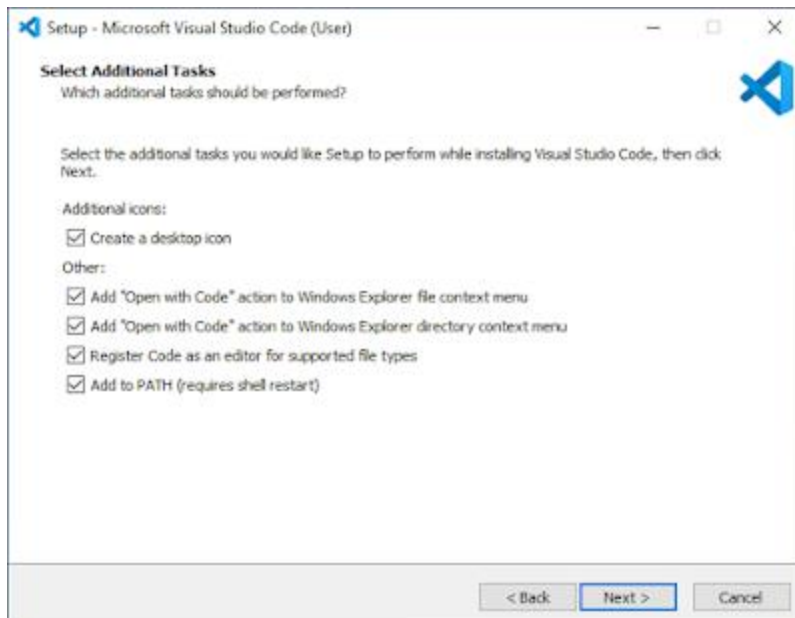 Setup - Microsoft Visual Studio Code (User)
Select Additional Tasks
Which additional tasks should be performed?
Select the additional tasks you would like Setup to perform while installing Visual Studio Code, then click
Next.
Additional icons:
Create a desktop icon
Other:
Add "Open with Code" action to Windows Explorer file context menu
Add "Open with Code" action to Windows Explorer directory context menu
Register Code as an editor for supported file types
Add to PATH (requires shell restart)
< Back Next > Cancel